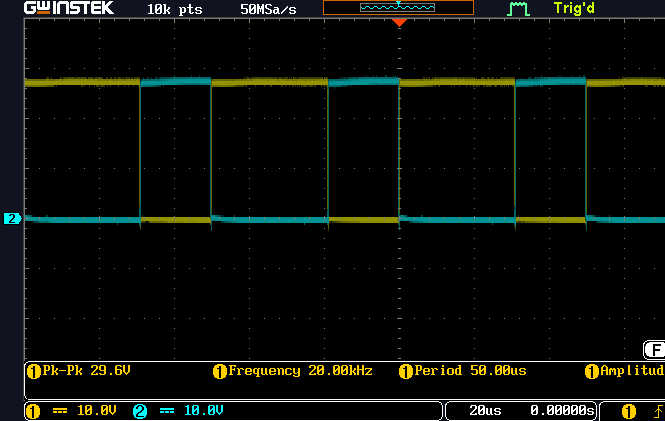 GWINSTEK 10k pts 50MSa/s Trig'd
2
F
1 Pk-Pk 29.6V 1 Frequency 20.00kHz 1 Period 50.00us 1 Amplitud
1 10.0V 2 10.0V 20us 0.00000s 1